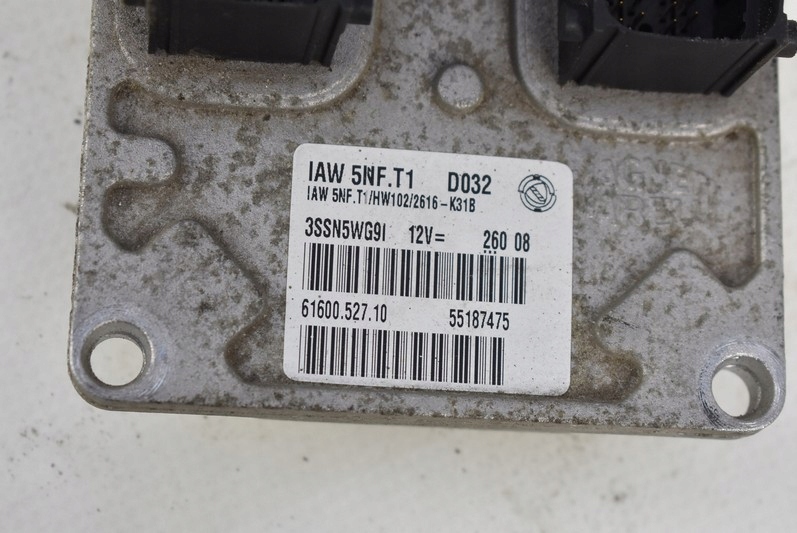 IAW 5NF.T1 D032
IAW 5NF.T1/HW102/2616-K31B
3SSN5WG9I 12V= 260 08
61600.527.10 55187475